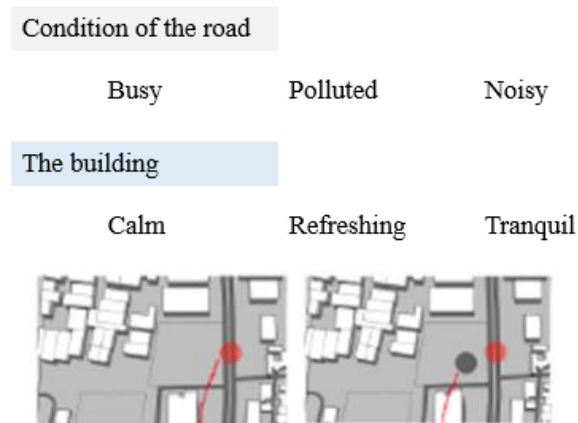 Condition of the road
Busy Polluted Noisy
The building
Calm Refreshing Tranquil